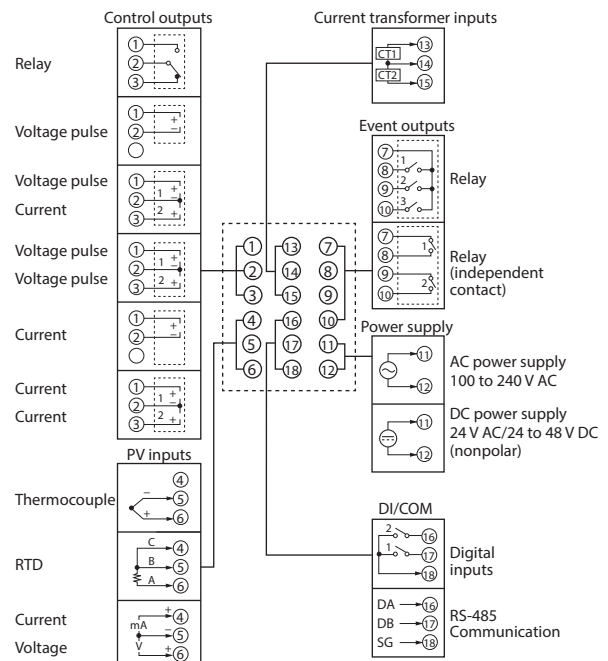 Control outputs
Relay
1
2
3
Voltage pulse
1
2
+
−
Voltage pulse
Current
1
2
3
1 +
−
2 +
Voltage pulse
Voltage pulse
1
2
3
1 +
−
2 +
Current
1
2
+
−
Current
Current
1
2
3
1 +
−
2 +
PV inputs
Thermocouple
4
− 5
+ 6
RTD
C 4
B 5
A 6
Current
Voltage
mA
V
+ 4
− 5
+ 6
1 13 7
2 14 8
3 15 9
4 16 10
5 17 11
6 18 12
Current transformer inputs
CT1
CT2
13
14
15
Event outputs
7
8 1
9 2
10 3
Relay
7
8 1
9
10 2
Relay
(independent
contact)
Power supply
11
12
AC power supply
100 to 240 V AC
11
12
DC power supply
24 V AC/24 to 48 V DC
(nonpolar)
DI/COM
2 16
1 17
18
Digital
inputs
DA 16
DB 17
SG 18
RS-485
Communication